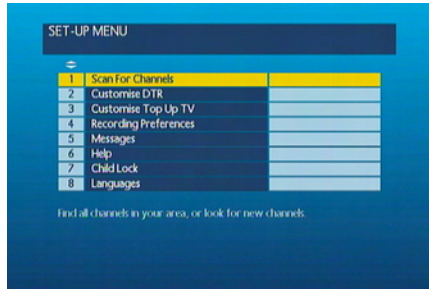 SET-UP MENU
1 Scan For Channels
2 Customise DTR
3 Customise Top Up TV
4 Recording Preferences
5 Messages
6 Help
7 Child Lock
8 Languages
Find all channels in your area, or look for new channels.